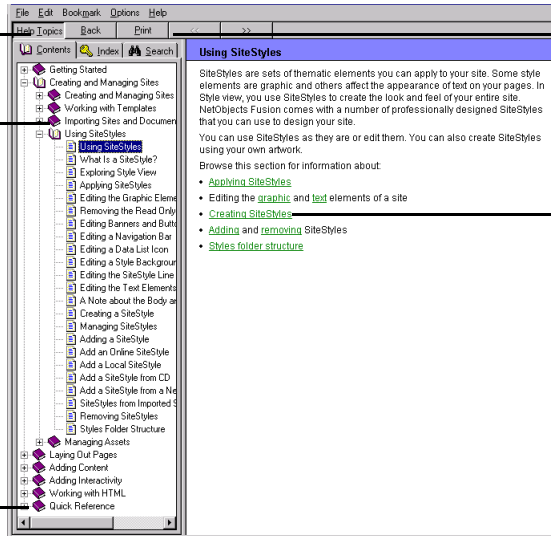 File Edit Bookmark Options Help
Help Topics Back Print << >>
Contents Index Search
Getting Started
Creating and Managing Sites
Creating and Managing Sites
Working with Templates
Importing Sites and Documen
Using SiteStyles
Using SiteStyles
What Is a SiteStyle?
Exploring Style View
Applying SiteStyles
Editing the Graphic Eleme
Removing the Read Only
Editing Banners and Butto
Editing a Navigation Bar
Editing a Data List Icon
Editing a Style Backgroun
Editing the SiteStyle Line
Editing the Text Elements
A Note about the Body an
Creating a SiteStyle
Managing SiteStyles
Adding a SiteStyle
Add an Online SiteStyle
Add a Local SiteStyle
Add a SiteStyle from CD
Add a SiteStyle from a Ne
SiteStyles from Imported S
Removing SiteStyles
Styles Folder Structure
Managing Assets
Laying Out Pages
Adding Content
Adding Interactivity
Working with HTML
Quick Reference
Using SiteStyles
SiteStyles are sets of thematic elements you can apply to your site. Some style
elements are graphic and others affect the appearance of text on your pages. In
Style view, you use SiteStyles to create the look and feel of your entire site.
NetObjects Fusion comes with a number of professionally designed SiteStyles
that you can use to design your site.
You can use SiteStyles as they are or edit them. You can also create SiteStyles
using your own artwork.
Browse this section for information about:
• Applying SiteStyles
• Editing the graphic and text elements of a site
• Creating SiteStyles
• Adding and removing SiteStyles
• Styles folder structure